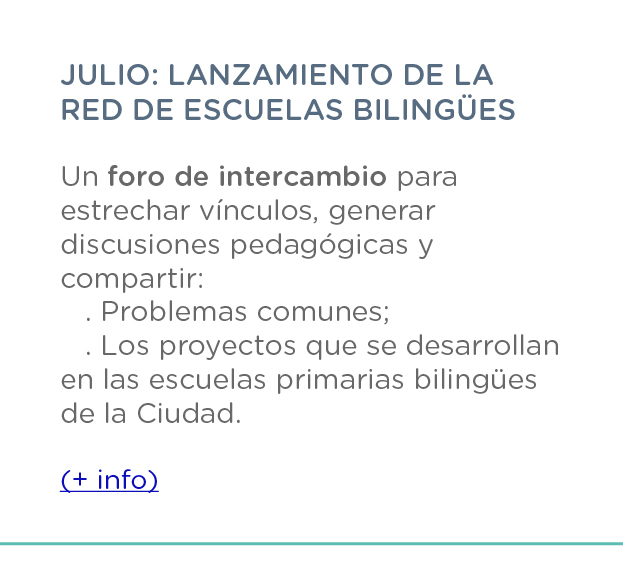 JULIO: LANZAMIENTO DE LA
RED DE ESCUELAS BILINGÜES
Un foro de intercambio para
estrechar vínculos, generar
discusiones pedagógicas y
compartir:
. Problemas comunes;
. Los proyectos que se desarrollan
en las escuelas primarias bilingües
de la Ciudad.
(+ info)